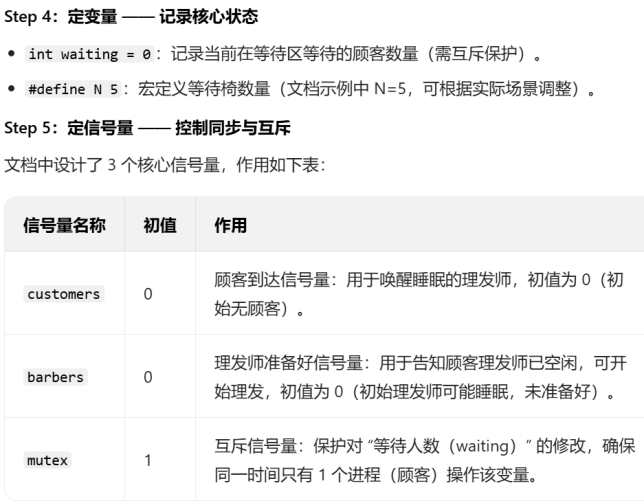 Step 4：定变量 —— 记录核心状态
• int waiting = 0：记录当前在等待区等待的顾客数量（需互斥保护）。
• #define N 5：宏定义等待椅数量（文档示例中 N=5，可根据实际场景调整）。
Step 5：定信号量 —— 控制同步与互斥
文档中设计了 3 个核心信号量，作用如下表：
信号量名称 初值 作用
customers 0 顾客到达信号量：用于唤醒睡眠的理发师，初值为 0（初
始无顾客）。
barbers 0 理发师准备好信号量：用于告知顾客理发师已空闲，可开
始理发，初值为 0（初始理发师可能睡眠，未准备好）。
mutex 1 互斥信号量：保护对 “等待人数（waiting）” 的修改，确保
同一时间只有 1 个进程（顾客）操作该变量。